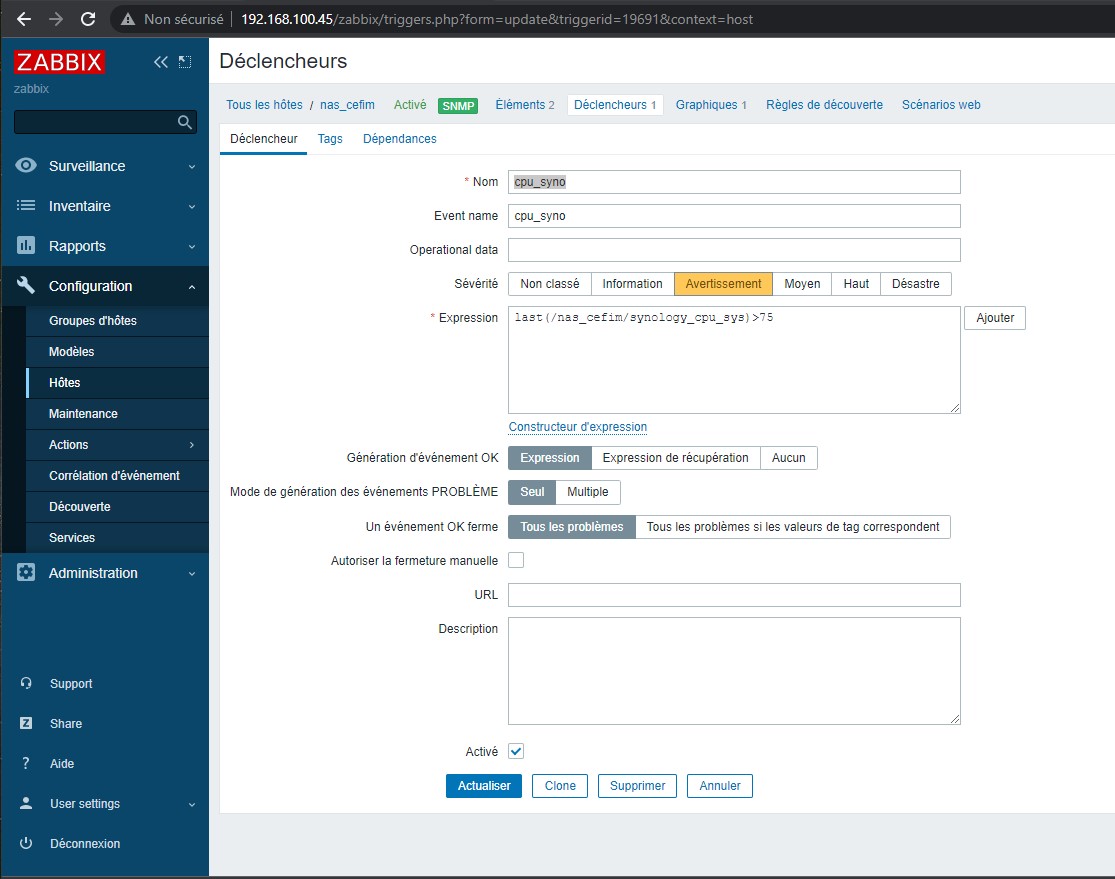 Non sécurisé 192.168.100.45/zabbix/triggers.php?form=update&triggerid=19691&context=host
ZABBIX
zabbix
Surveillance
Inventaire
Rapports
Configuration
Groupes d'hôtes
Modèles
Hôtes
Maintenance
Actions
Corrélation d'événement
Découverte
Services
Administration
Support
Z Share
? Aide
User settings
Déconnexion
Déclencheurs
Tous les hôtes / nas_cefim Activé SNMP Éléments 2 Déclencheurs 1 Graphiques 1 Règles de découverte Scénarios web
Déclencheur Tags Dépendances
* Nom cpu_syno
Event name cpu_syno
Operational data
Sévérité Non classé Information Avertissement Moyen Haut Désastre
* Expression last(/nas_cefim/synology_cpu_sys)>75 Ajouter
Constructeur d'expression
Génération d'événement OK Expression Expression de récupération Aucun
Mode de génération des événements PROBLÈME Seul Multiple
Un événement OK ferme Tous les problèmes Tous les problèmes si les valeurs de tag correspondent
Autoriser la fermeture manuelle
URL
Description
Activé
Actualiser Clone Supprimer Annuler